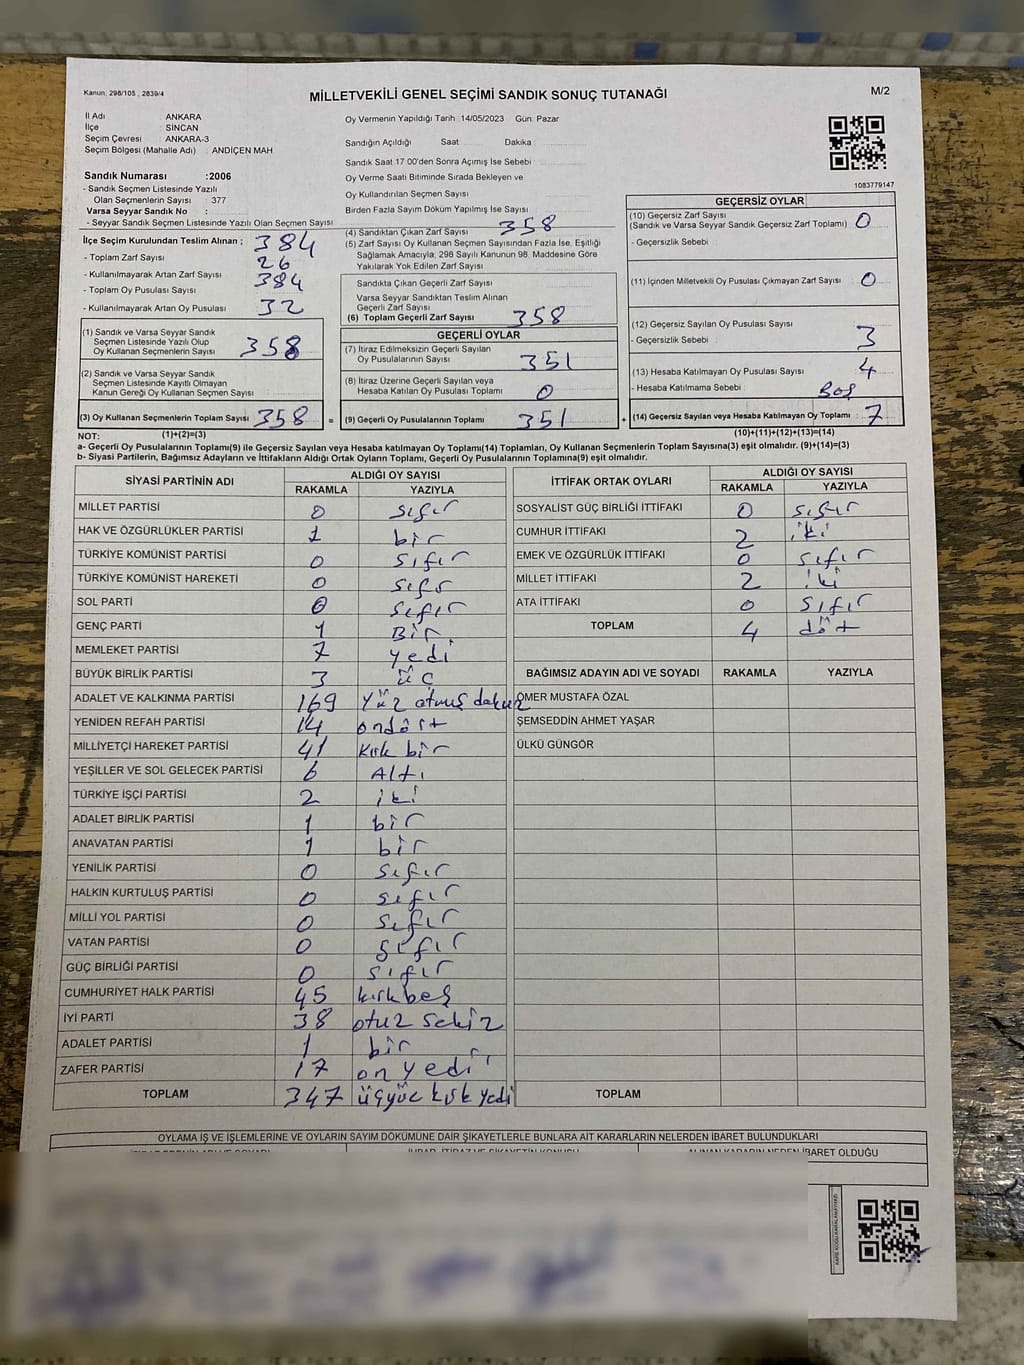 Kanun: 298/105 , 2839/4
MİLLETVEKİLİ GENEL SEÇİMİ SANDIK SONUÇ TUTANAĞI
M/2
İl Adı : ANKARA
İlçe : SİNCAN
Seçim Çevresi : ANKARA-3
Seçim Bölgesi (Mahalle Adı) : ANDİÇEN MAH
Sandık Numarası :2006
- Sandık Seçmen Listesinde Yazılı
Olan Seçmenlerin Sayısı : 377
Varsa Seyyar Sandık No :
- Seyyar Sandık Seçmen Listesinde Yazılı Olan Seçmen Sayısı
İlçe Seçim Kurulundan Teslim Alınan ;
- Toplam Zarf Sayısı : 384
- Kullanılmayarak Artan Zarf Sayısı : 26
- Toplam Oy Pusulası Sayısı : 384
- Kullanılmayarak Artan Oy Pusulası : 32
(1) Sandık ve Varsa Seyyar Sandık
Seçmen Listesinde Yazılı Olup
Oy Kullanan Seçmenlerin Sayısı 358
(2) Sandık ve Varsa Seyyar Sandık
Seçmen Listesinde Kayıtlı Olmayan
Kanun Gereği Oy Kullanan Seçmen Sayısı
(3) Oy Kullanan Seçmenlerin Toplam Sayısı 358 =
Oy Vermenin Yapıldığı Tarih : 14/05/2023 Gün: Pazar
Sandığın Açıldığı Saat Dakika :
Sandık Saat 17 00'den Sonra Açımış İse Sebebi :
Oy Verme Saati Bitiminde Sırada Bekleyen ve
Oy Kullandırılan Seçmen Sayısı
Birden Fazla Sayım Döküm Yapılmış İse Sayısı
(4) Sandıktan Çıkan Zarf Sayısı 358
(5) Zarf Sayısı Oy Kullanan Seçmen Sayısından Fazla İse, Eşitliği
Sağlamak Amacıyla; 298 Sayılı Kanunun 98. Maddesine Göre
Yakılarak Yok Edilen Zarf Sayısı
Sandıkta Çıkan Geçerli Zarf Sayısı
Varsa Seyyar Sandıktan Teslim Alınan
Geçerli Zarf Sayısı
(6) Toplam Geçerli Zarf Sayısı 358
GEÇERLİ OYLAR
(7) İtiraz Edilmeksizin Geçerli Sayılan
Oy Pusulalarının Sayısı 351
(8) İtiraz Üzerine Geçerli Sayılan veya
Hesaba Katılan Oy Pusulası Toplamı 0
(9) Geçerli Oy Pusulalarının Toplamı 351 +
1083779147
GEÇERSİZ OYLAR
(10) Geçersiz Zarf Sayısı
(Sandık ve Varsa Seyyar Sandık Geçersiz Zarf Toplamı) : 0
- Geçersizlik Sebebi :
(11) İçinden Milletvekili Oy Pusulası Çıkmayan Zarf Sayısı : 0
(12) Geçersiz Sayılan Oy Pusulası Sayısı : 3
- Geçersizlik Sebebi :
(13) Hesaba Katılmayan Oy Pusulası Sayısı : 4
- Hesaba Katılmama Sebebi : Boş
(14) Geçersiz Sayılan veya Hesaba Katılmayan Oy Toplamı : 7
NOT: (1)+(2)=(3) (10)+(11)+(12)+(13)=(14)
a- Geçerli Oy Pusulalarının Toplamı(9) ile Geçersiz Sayılan veya Hesaba katılmayan Oy Toplamı(14) Toplamları, Oy Kullanan Seçmenlerin Toplam Sayısına(3) eşit olmalıdır. (9)+(14)=(3)
b- Siyasi Partilerin, Bağımsız Adayların ve İttifakların Aldığı Ortak Oyların Toplamı, Geçerli Oy Pusulalarının Toplamına(9) eşit olmalıdır.
SİYASİ PARTİNİN ADI ALDIĞI OY SAYISI
RAKAMLA YAZIYLA
MİLLET PARTİSİ 0 sıfır
HAK VE ÖZGÜRLÜKLER PARTİSİ 1 bir
TÜRKİYE KOMÜNİST PARTİSİ 0 sıfır
TÜRKİYE KOMÜNİST HAREKETİ 0 sıfır
SOL PARTİ 0 sıfır
GENÇ PARTİ 1 Bir
MEMLEKET PARTİSİ 7 yedi
BÜYÜK BİRLİK PARTİSİ 3 üç
ADALET VE KALKINMA PARTİSİ 169 yüz atmış dokuz
YENİDEN REFAH PARTİSİ 14 ondört
MİLLİYETÇİ HAREKET PARTİSİ 41 kırk bir
YEŞİLLER VE SOL GELECEK PARTİSİ 6 Altı
TÜRKİYE İŞÇİ PARTİSİ 2 iki
ADALET BİRLİK PARTİSİ 1 bir
ANAVATAN PARTİSİ 1 bir
YENİLİK PARTİSİ 0 sıfır
HALKIN KURTULUŞ PARTİSİ 0 sıfır
MİLLİ YOL PARTİSİ 0 sıfır
VATAN PARTİSİ 0 sıfır
GÜÇ BİRLİĞİ PARTİSİ 0 sıfır
CUMHURİYET HALK PARTİSİ 45 kırkbeş
İYİ PARTİ 38 otuz sekiz
ADALET PARTİSİ 1 bir
ZAFER PARTİSİ 17 on yedi
TOPLAM 347 üçyüz kırk yedi
İTTİFAK ORTAK OYLARI ALDIĞI OY SAYISI
RAKAMLA YAZIYLA
SOSYALİST GÜÇ BİRLİĞİ İTTİFAKI 0 sıfır
CUMHUR İTTİFAKI 2 iki
EMEK VE ÖZGÜRLÜK İTTİFAKI 0 sıfır
MİLLET İTTİFAKI 2 iki
ATA İTTİFAKI 0 sıfır
TOPLAM 4 dört
BAĞIMSIZ ADAYIN ADI VE SOYADI RAKAMLA YAZIYLA
ÖMER MUSTAFA ÖZAL
ŞEMSEDDİN AHMET YAŞAR
ÜLKÜ GÜNGÖR
TOPLAM
OYLAMA İŞ VE İŞLEMLERİNE VE OYLARIN SAYIM DÖKÜMÜNE DAİR ŞİKAYETLERLE BUNLARA AİT KARARLARIN NELERDEN İBARET BULUNDUKLARI
ALINAN KARARIN NEDEN İBARET OLDUĞU